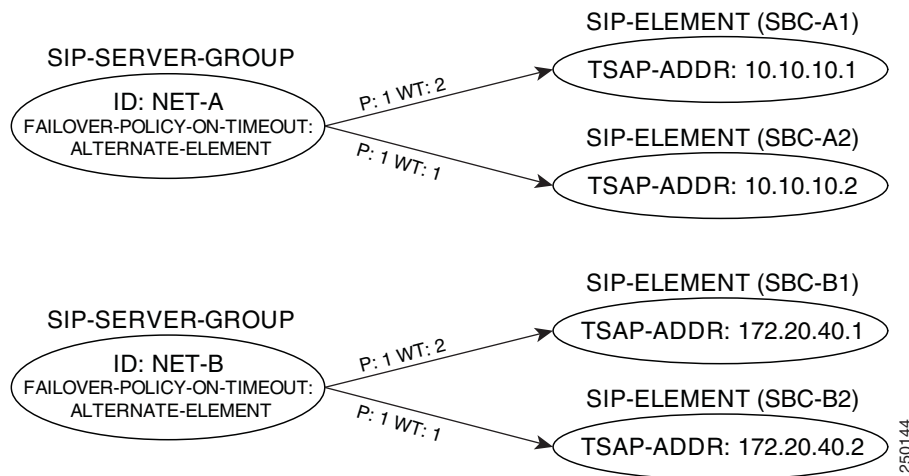 SIP-SERVER-GROUP
ID: NET-A
FAILOVER-POLICY-ON-TIMEOUT:
ALTERNATE-ELEMENT
P: 1 WT: 2
P: 1 WT: 1
SIP-ELEMENT (SBC-A1)
TSAP-ADDR: 10.10.10.1
SIP-ELEMENT (SBC-A2)
TSAP-ADDR: 10.10.10.2
SIP-SERVER-GROUP
ID: NET-B
FAILOVER-POLICY-ON-TIMEOUT:
ALTERNATE-ELEMENT
P: 1 WT: 2
P: 1 WT: 1
SIP-ELEMENT (SBC-B1)
TSAP-ADDR: 172.20.40.1
SIP-ELEMENT (SBC-B2)
TSAP-ADDR: 172.20.40.2
250144